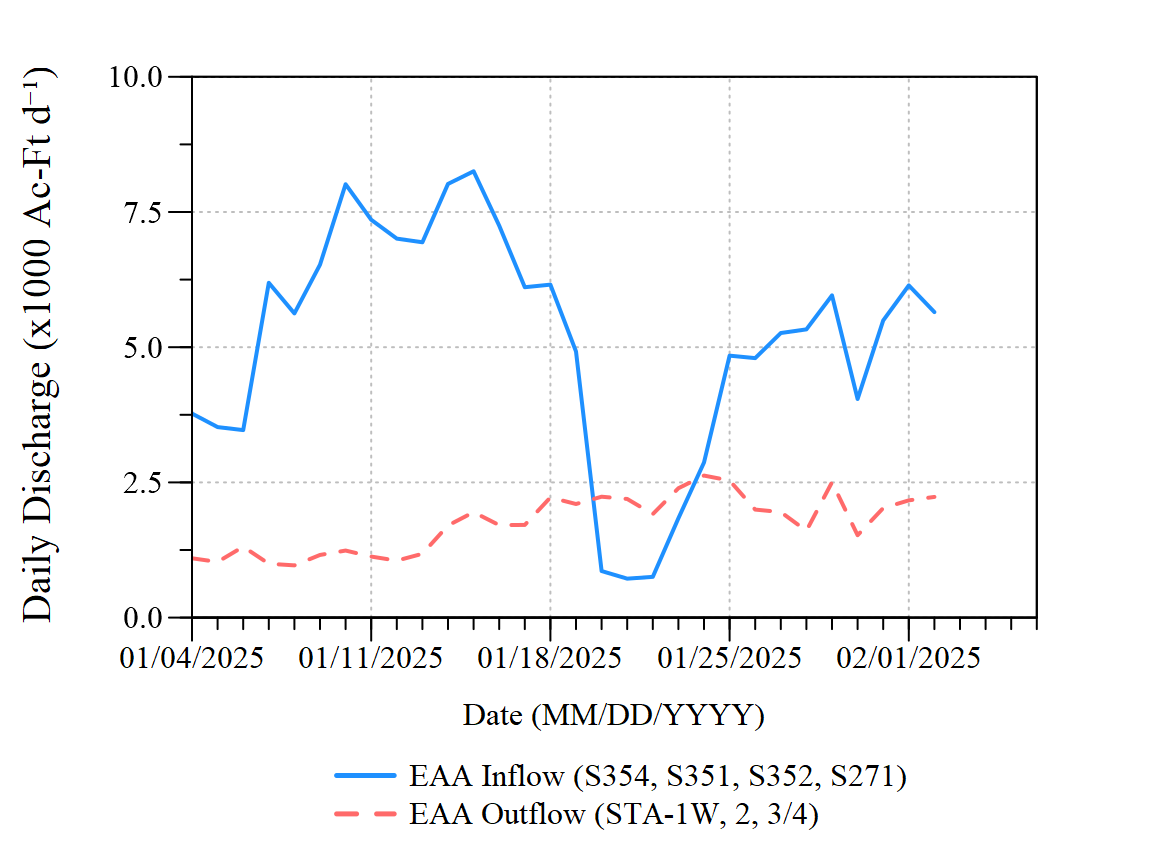 Daily Discharge (x1000 Ac-Ft d⁻¹)
10.0
7.5
5.0
2.5
0.0
01/04/2025 01/11/2025 01/18/2025 01/25/2025 02/01/2025
Date (MM/DD/YYYY)
EAA Inflow (S354, S351, S352, S271)
EAA Outflow (STA-1W, 2, 3/4)